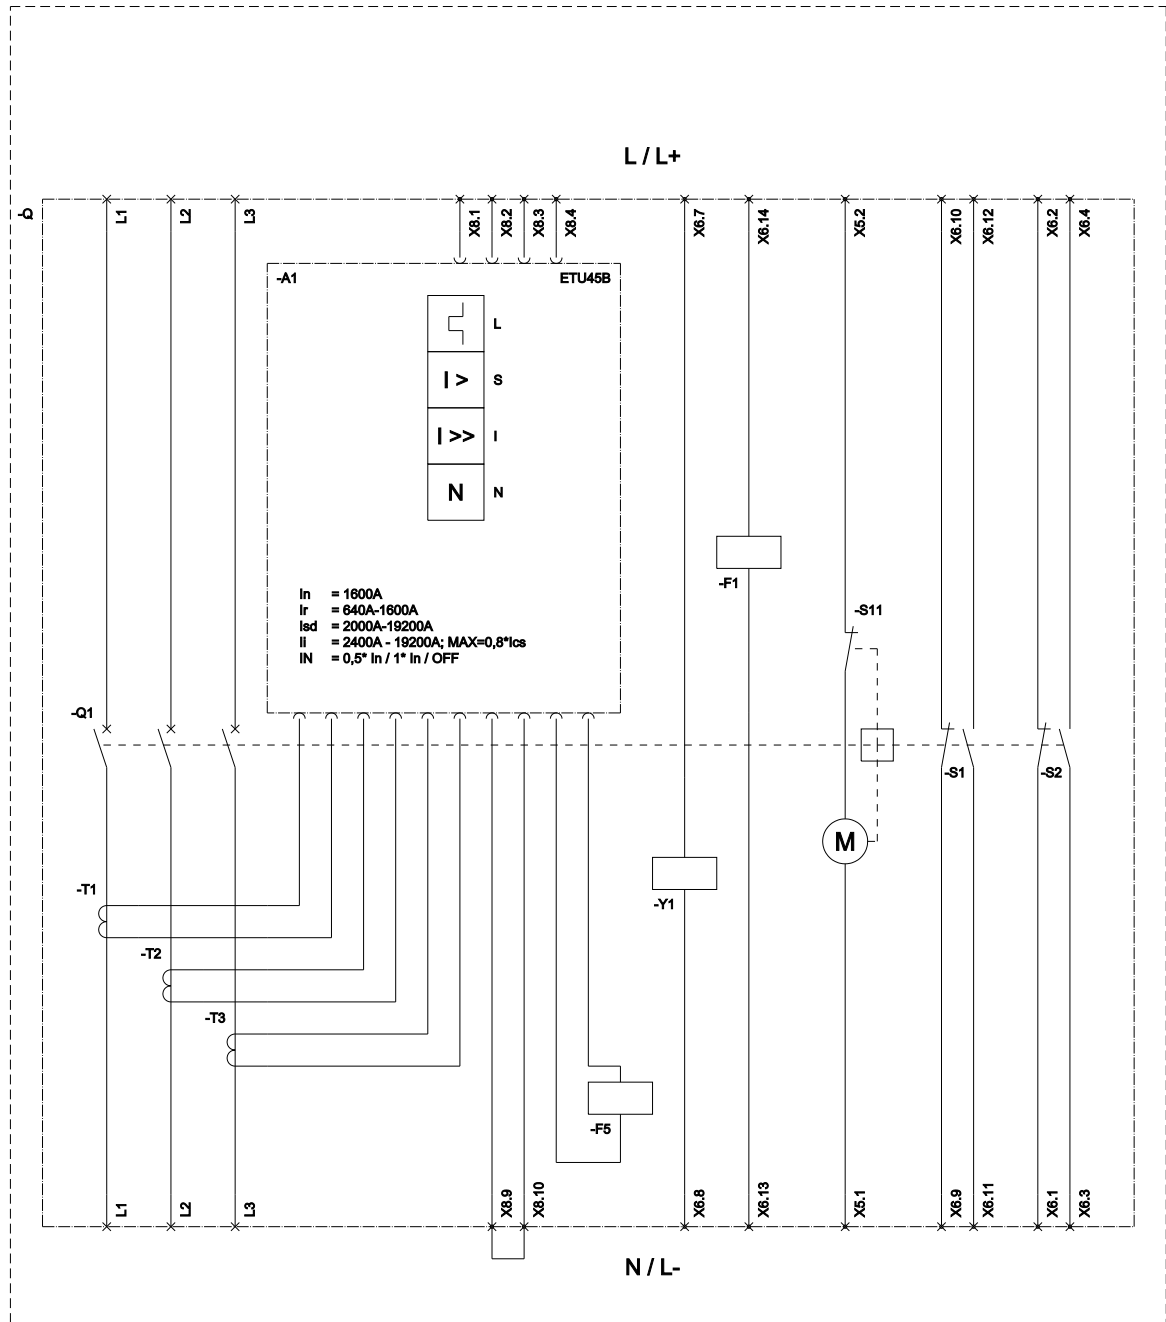 L / L+
-Q
L1
L2
L3
X8.1
X8.2
X8.3
X8.4
X6.7
X6.14
X5.2
X6.10
X6.12
X6.2
X6.4
-A1
ETU45B
L
I >
S
I >>
I
N
N
-F1
In = 1600A
Ir = 640A-1600A
Isd = 2000A-19200A
Ii = 2400A - 19200A; MAX=0,8*Ics
IN = 0,5* In / 1* In / OFF
-S11
-Q1
-S1
-S2
M
-T1
-Y1
-T2
-T3
-F5
L1
L2
L3
X8.9
X8.10
X6.8
X6.13
X5.1
X6.9
X6.11
X6.1
X6.3
N / L-